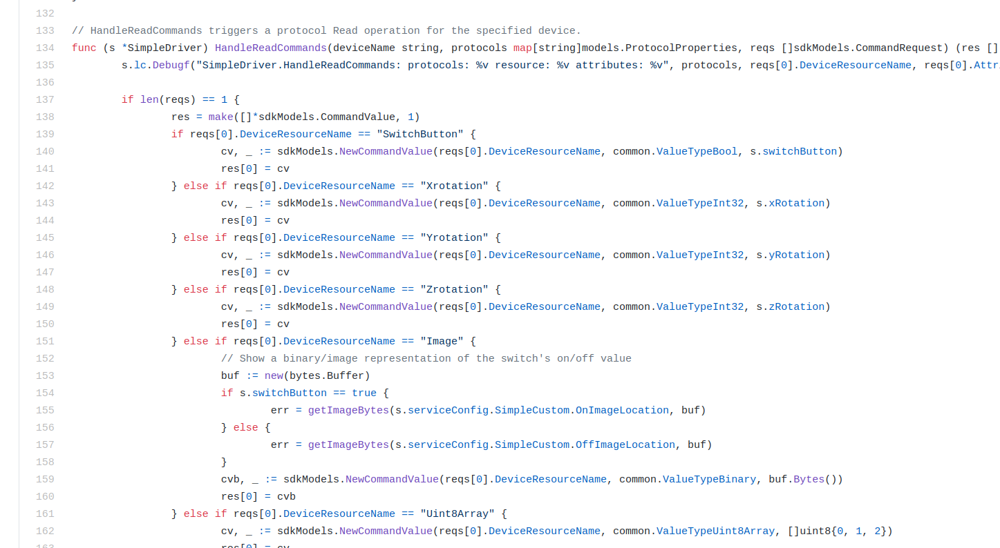 132
133 // HandleReadCommands triggers a protocol Read operation for the specified device.
134 func (s *SimpleDriver) HandleReadCommands(deviceName string, protocols map[string]models.ProtocolProperties, reqs []sdkModels.CommandRequest) (res []
135 s.lc.Debugf("SimpleDriver.HandleReadCommands: protocols: %v resource: %v attributes: %v", protocols, reqs[0].DeviceResourceName, reqs[0].Attr
136
137 if len(reqs) == 1 {
138 res = make([]*sdkModels.CommandValue, 1)
139 if reqs[0].DeviceResourceName == "SwitchButton" {
140 cv, _ := sdkModels.NewCommandValue(reqs[0].DeviceResourceName, common.ValueTypeBool, s.switchButton)
141 res[0] = cv
142 } else if reqs[0].DeviceResourceName == "Xrotation" {
143 cv, _ := sdkModels.NewCommandValue(reqs[0].DeviceResourceName, common.ValueTypeInt32, s.xRotation)
144 res[0] = cv
145 } else if reqs[0].DeviceResourceName == "Yrotation" {
146 cv, _ := sdkModels.NewCommandValue(reqs[0].DeviceResourceName, common.ValueTypeInt32, s.yRotation)
147 res[0] = cv
148 } else if reqs[0].DeviceResourceName == "Zrotation" {
149 cv, _ := sdkModels.NewCommandValue(reqs[0].DeviceResourceName, common.ValueTypeInt32, s.zRotation)
150 res[0] = cv
151 } else if reqs[0].DeviceResourceName == "Image" {
152 // Show a binary/image representation of the switch's on/off value
153 buf := new(bytes.Buffer)
154 if s.switchButton == true {
155 err = getImageBytes(s.serviceConfig.SimpleCustom.OnImageLocation, buf)
156 } else {
157 err = getImageBytes(s.serviceConfig.SimpleCustom.OffImageLocation, buf)
158 }
159 cvb, _ := sdkModels.NewCommandValue(reqs[0].DeviceResourceName, common.ValueTypeBinary, buf.Bytes())
160 res[0] = cvb
161 } else if reqs[0].DeviceResourceName == "Uint8Array" {
162 cv, _ := sdkModels.NewCommandValue(reqs[0].DeviceResourceName, common.ValueTypeUint8Array, []uint8{0, 1, 2})
163 res[0] = cv